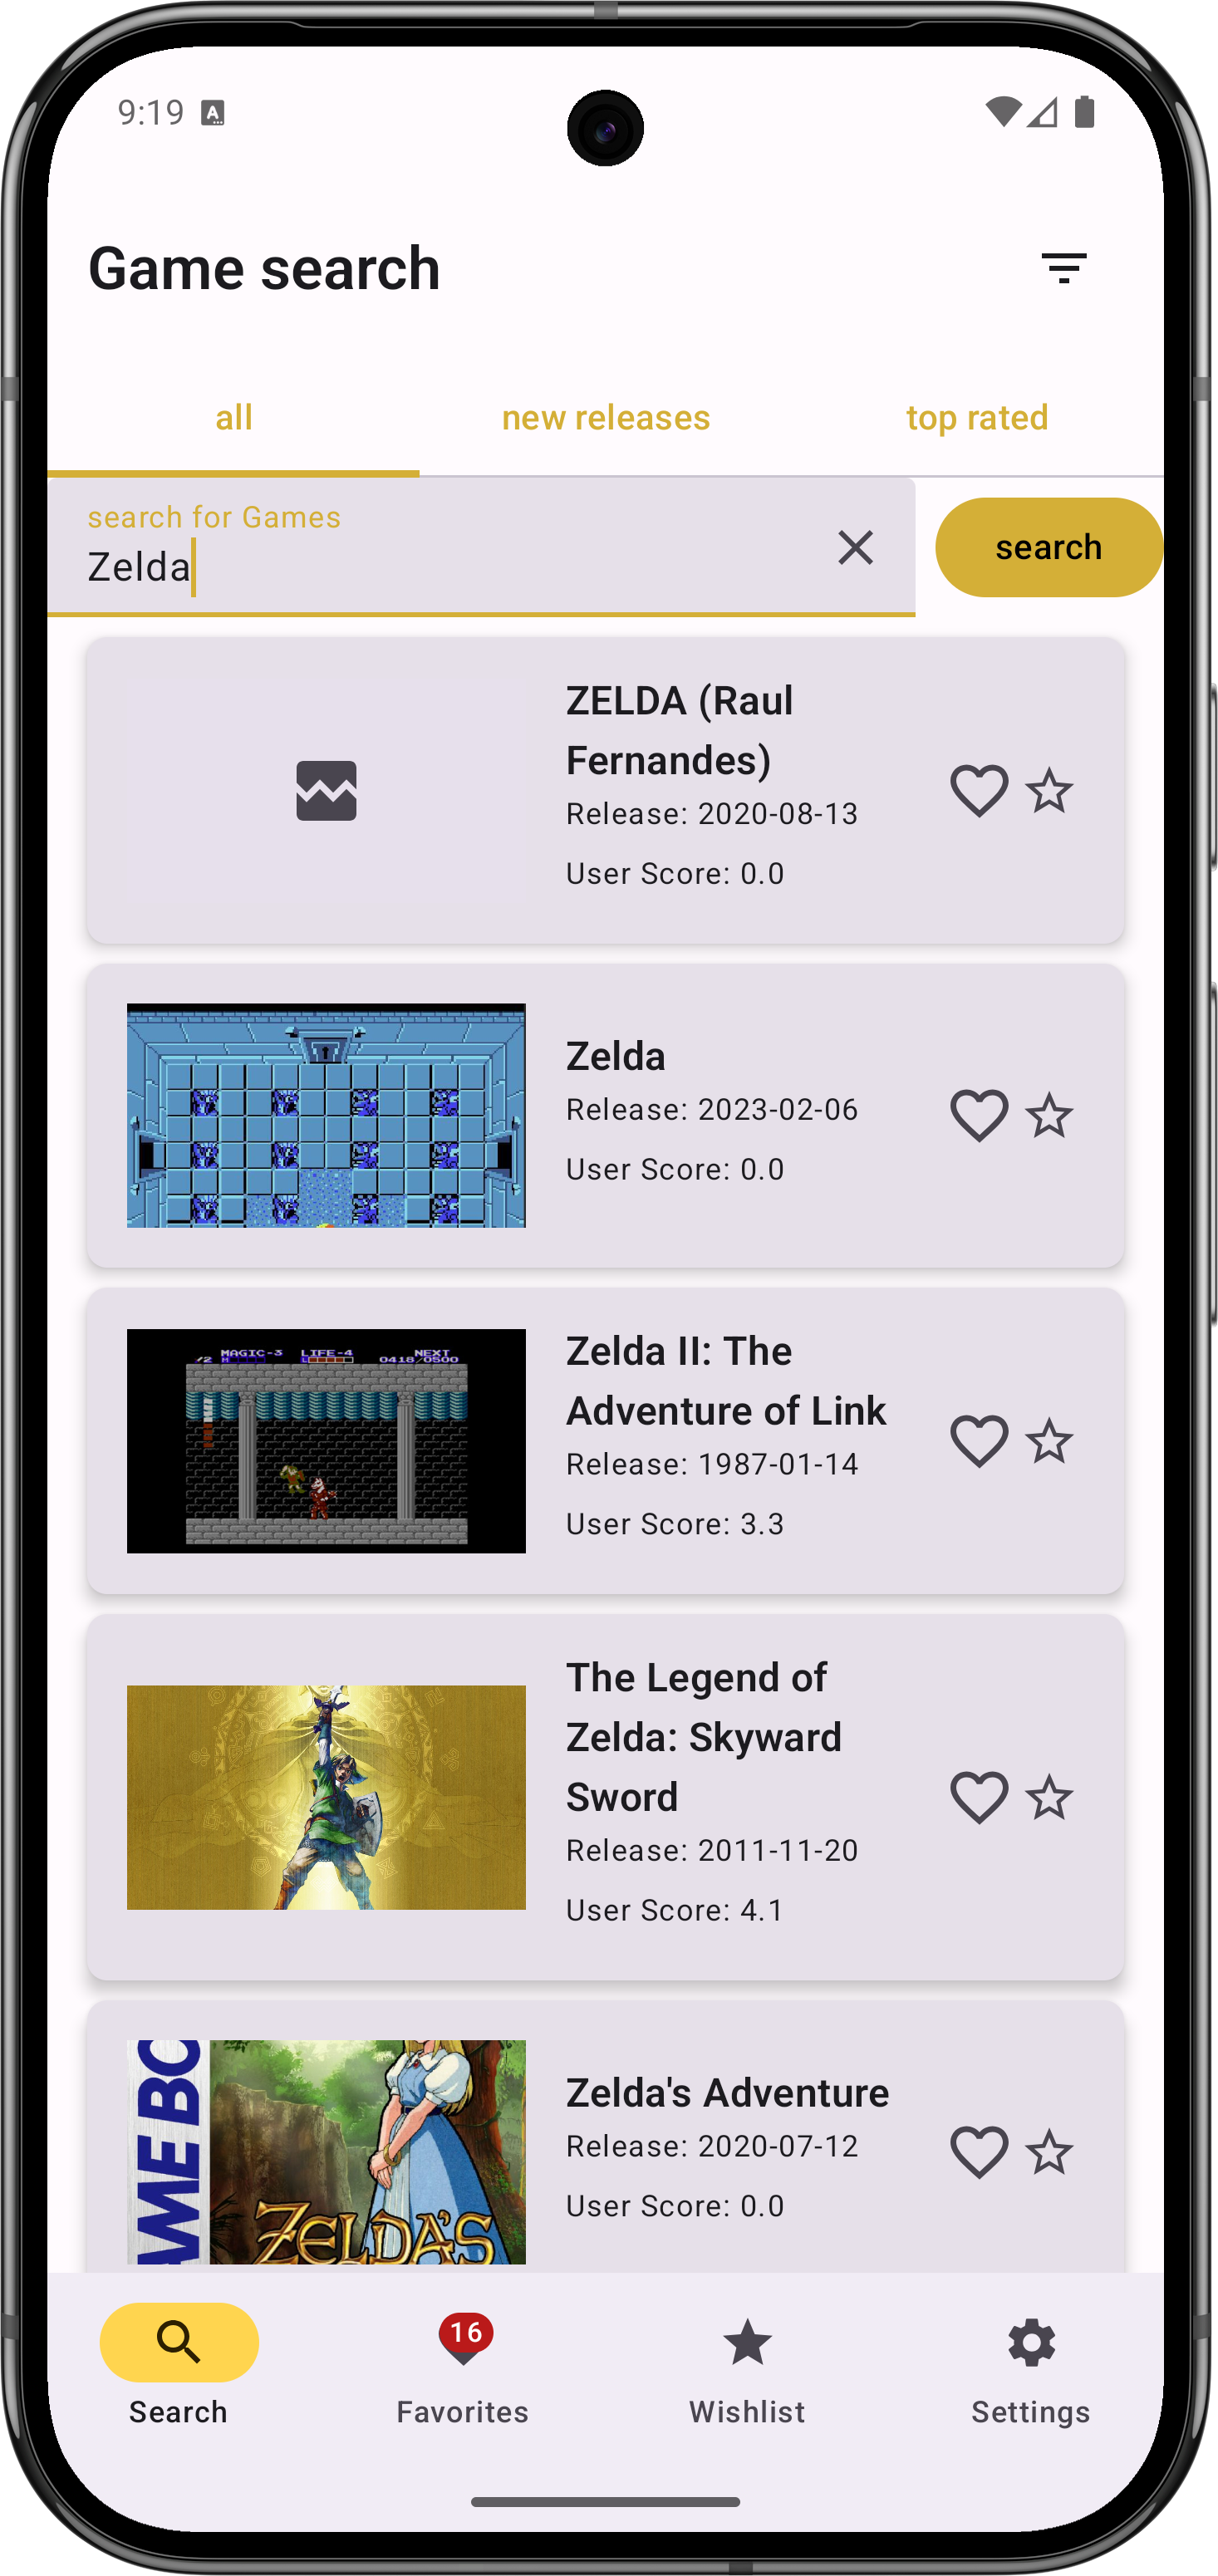 9:19
Game search
all
new releases
top rated
search for Games
Zelda
search
ZELDA (Raul
Fernandes)
Release: 2020-08-13
User Score: 0.0
Zelda
Release: 2023-02-06
User Score: 0.0
MAGIC-3 LIFE-4 NEXT
0418/0500
Zelda II: The
Adventure of Link
Release: 1987-01-14
User Score: 3.3
The Legend of
Zelda: Skyward
Sword
Release: 2011-11-20
User Score: 4.1
ZELDA'S
Zelda's Adventure
Release: 2020-07-12
User Score: 0.0
Search
16
Favorites
Wishlist
Settings